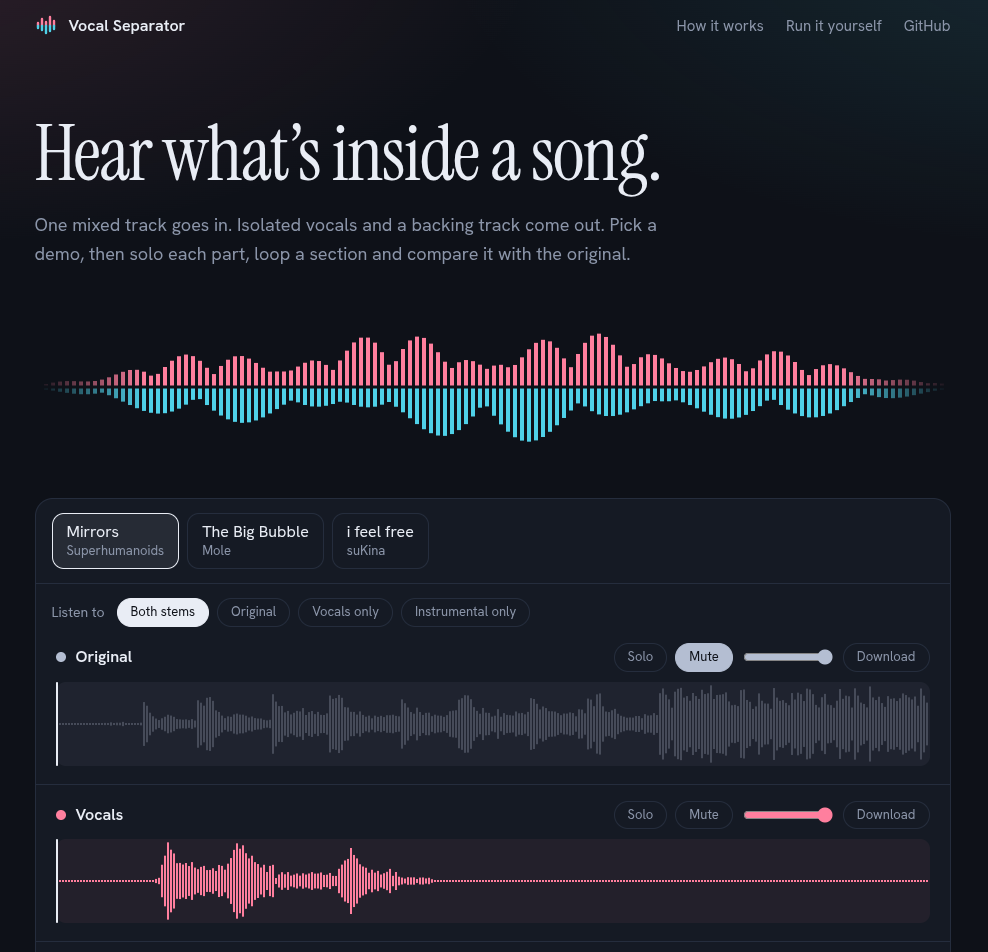 Vocal Separator
How it works
Run it yourself
GitHub
Hear what’s inside a song.
One mixed track goes in. Isolated vocals and a backing track come out. Pick a
demo, then solo each part, loop a section and compare it with the original.
Mirrors
Superhumanoids
The Big Bubble
Mole
i feel free
suKina
Listen to
Both stems
Original
Vocals only
Instrumental only
Original
Solo
Mute
Download
Vocals
Solo
Mute
Download